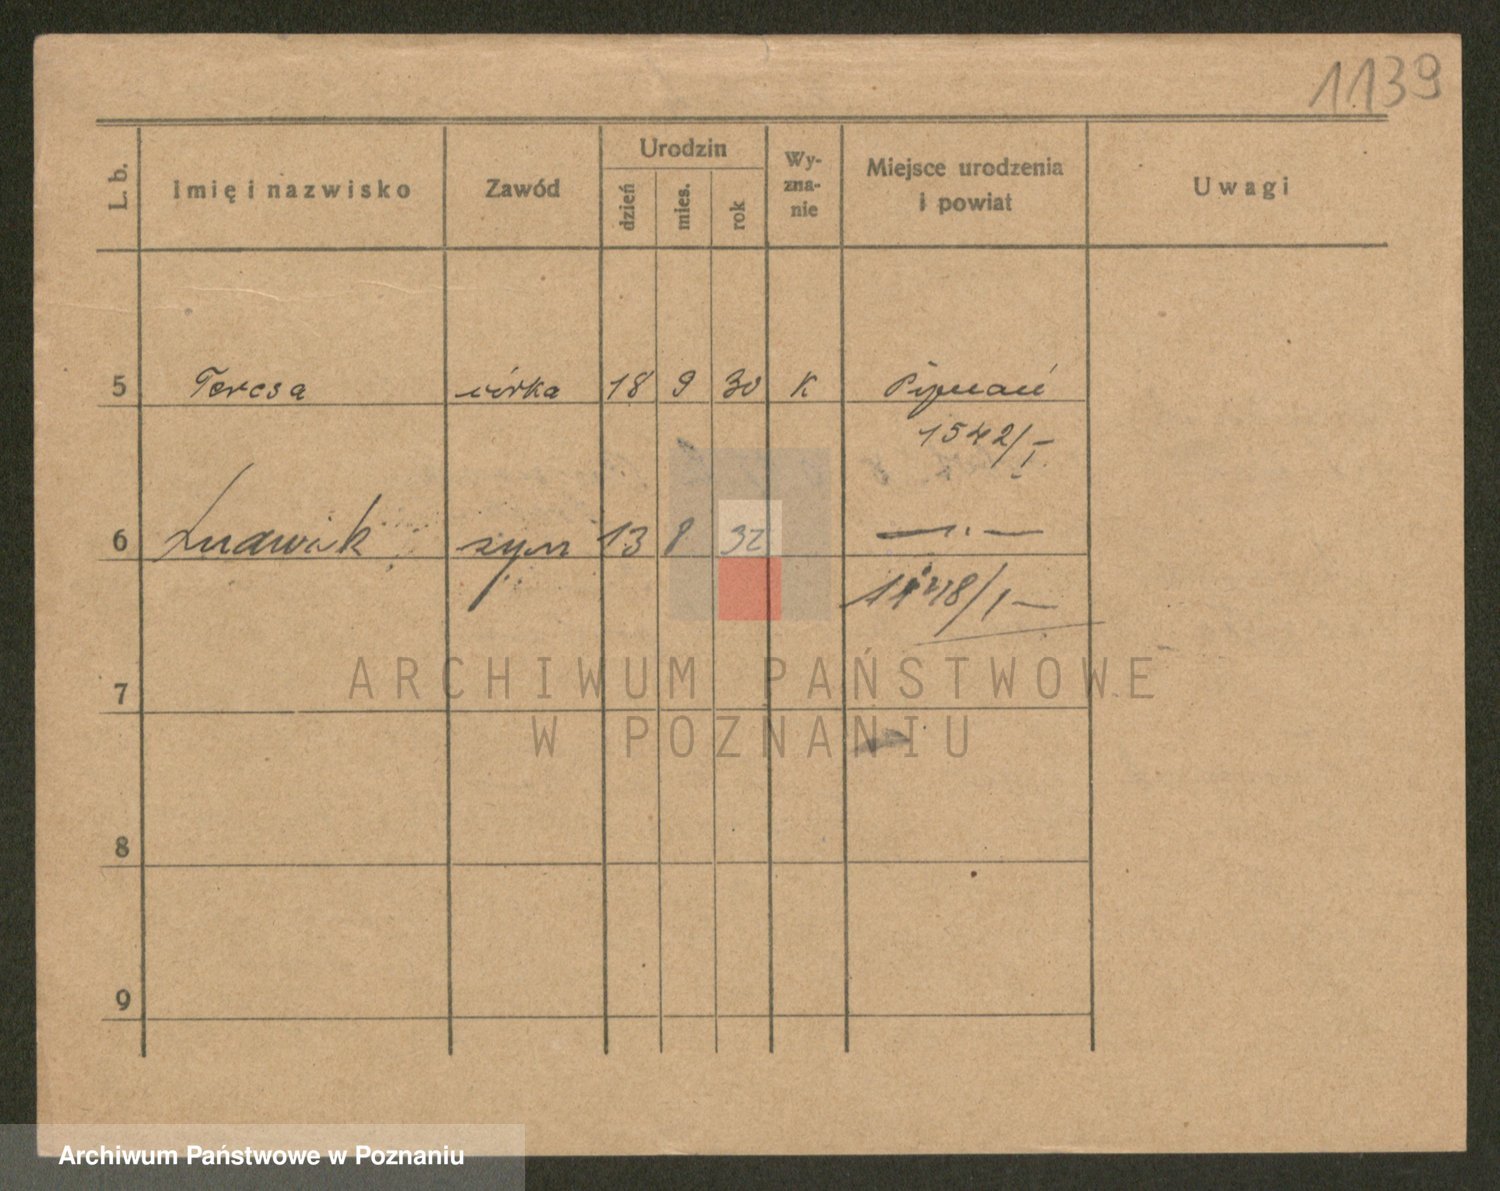 1139
L. b. Imię i nazwisko Zawód Urodzin dzień mies. rok Wy-zna-nie Miejsce urodzenia i powiat Uwagi
5 Teresa córka 18 9 30 K Poznań
1542/I
6 Ludwik syn 13 8 32 —„—
7
8
9
ARCHIWUM PAŃSTWOWE
W POZNANIU
Archiwum Państwowe w Poznaniu